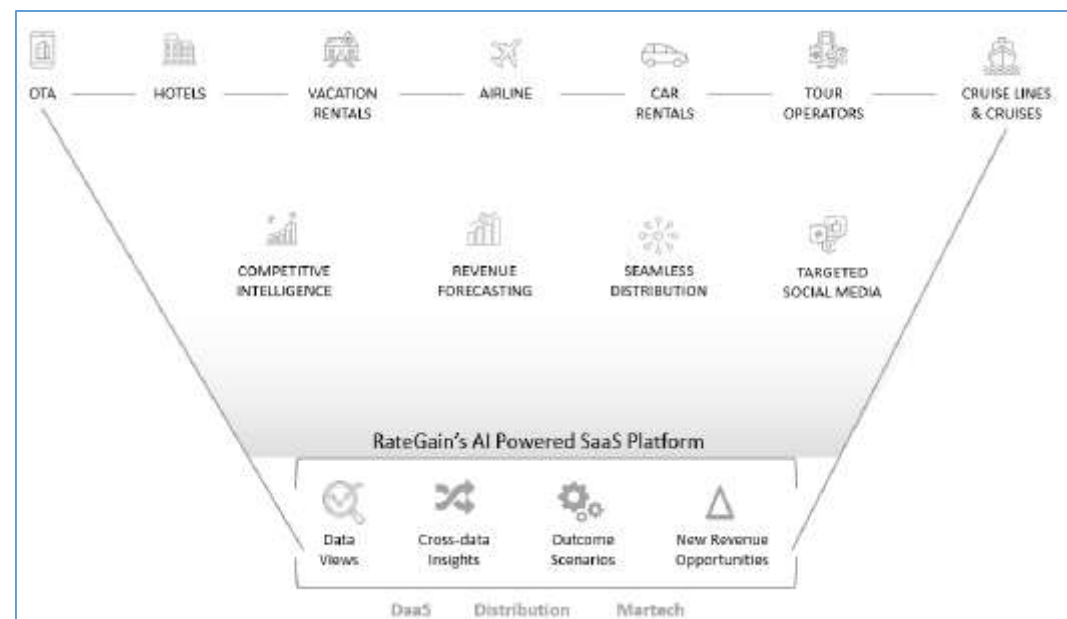 OTA HOTELS VACATION AIRLINE CAR TOUR CRUISE LINES
RENTALS RENTALS OPERATORS & CRUISES
COMPETITIVE REVENUE SEAMLESS TARGETED
INTELLIGENCE FORECASTING DISTRIBUTION SOCIAL MEDIA
RateGain's AI Powered SaaS Platform
Data Cross-data Outcome New Revenue
Views Insights Scenarios Opportunities
DaaS Distribution Martech